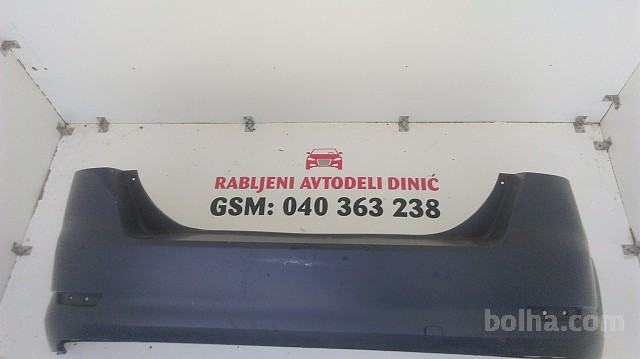 RABLJENI AVTODELI DINIĆ
GSM: 040 363 238
bolha.com